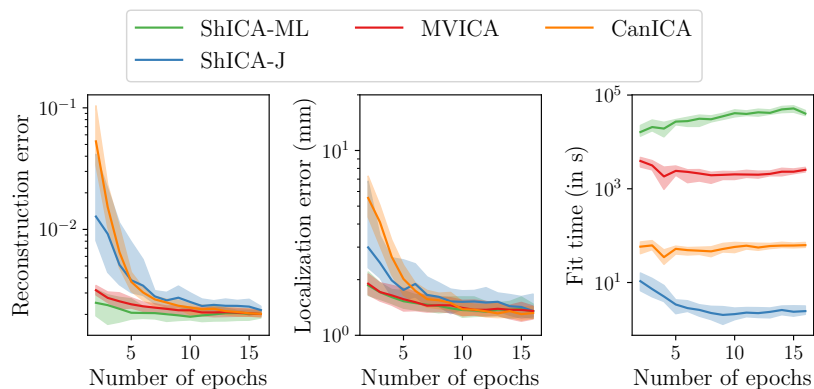 ShICA-ML
MVICA
CanICA
ShICA-J
Reconstruction error
10⁻¹
10⁻²
5
10
15
Number of epochs
Localization error (mm)
10¹
10⁰
5
10
15
Number of epochs
Fit time (in s)
10⁵
10³
10¹
5
10
15
Number of epochs